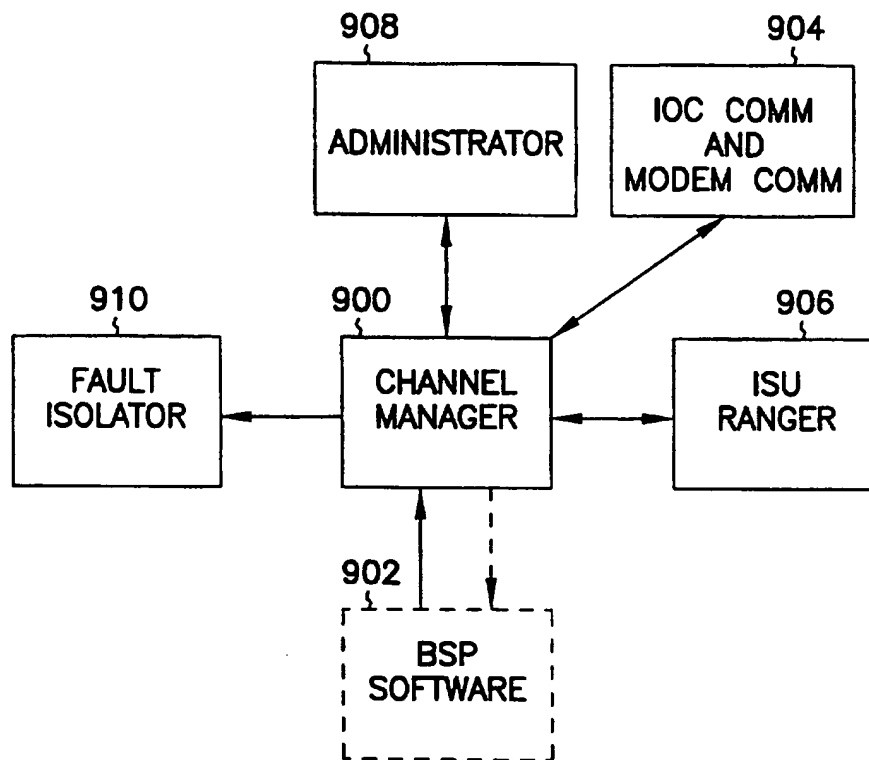 908
ADMINISTRATOR
904
IOC COMM
AND
MODEM COMM
910
FAULT
ISOLATOR
900
CHANNEL
MANAGER
906
ISU
RANGER
902
BSP
SOFTWARE